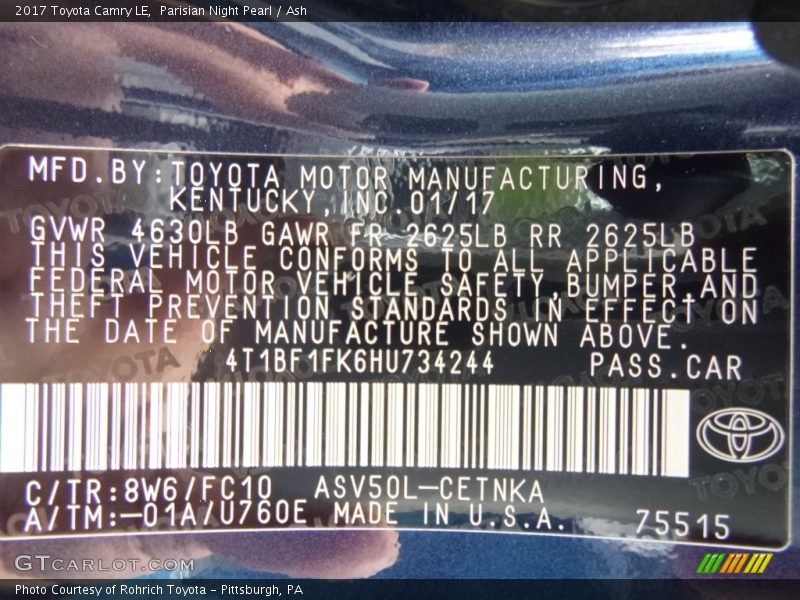 2017 Toyota Camry LE, Parisian Night Pearl / Ash
MFD.BY:TOYOTA MOTOR MANUFACTURING,
KENTUCKY,INC.01/17
GVWR 4630LB GAWR FR 2625LB RR 2625LB
THIS VEHICLE CONFORMS TO ALL APPLICABLE
FEDERAL MOTOR VEHICLE SAFETY,BUMPER AND
THEFT PREVENTION STANDARDS IN EFFECT ON
THE DATE OF MANUFACTURE SHOWN ABOVE.
4T1BF1FK6HU734244 PASS.CAR
C/TR:8W6/FC10 ASV50L-CETNKA
A/TM:-01A/U760E MADE IN U.S.A. 75515
GTCARLOT.COM
Photo Courtesy of Rohrich Toyota - Pittsburgh, PA